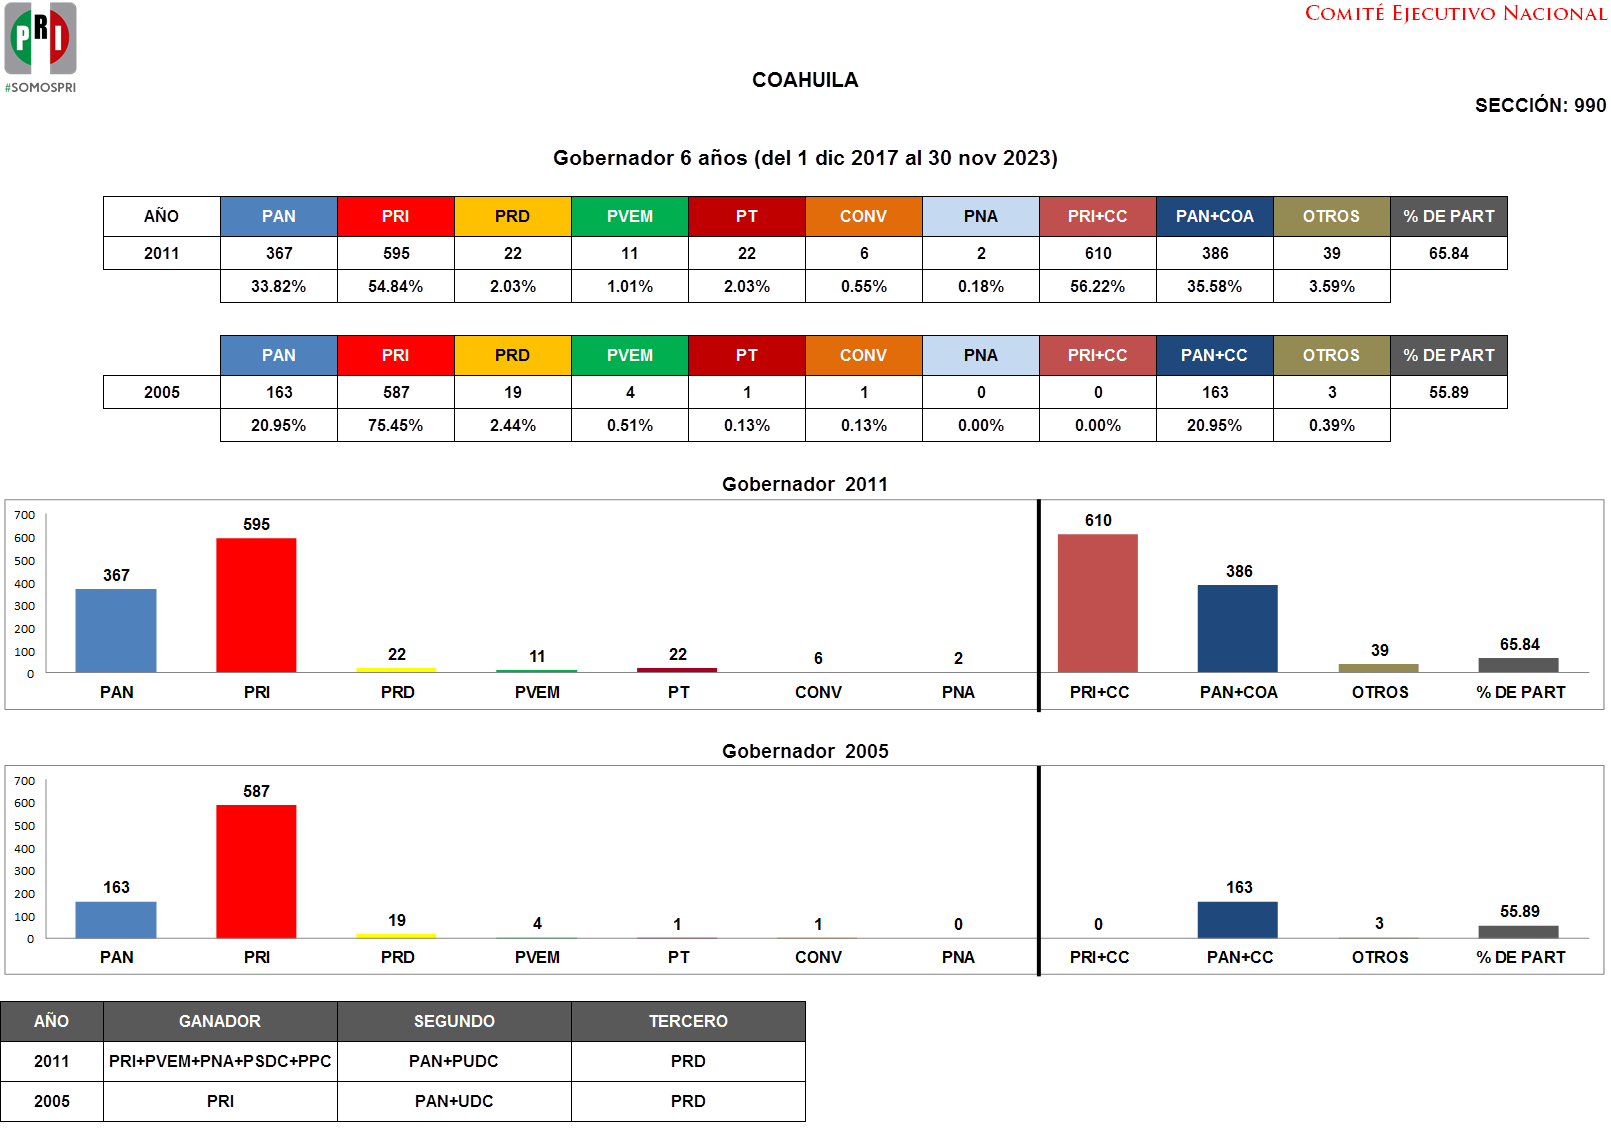 PRI
#SOMOSPRI
COMITÉ EJECUTIVO NACIONAL
COAHUILA
SECCIÓN: 990
Gobernador 6 años (del 1 dic 2017 al 30 nov 2023)
AÑO PAN PRI PRD PVEM PT CONV PNA PRI+CC PAN+COA OTROS % DE PART
2011 367 595 22 11 22 6 2 610 386 39 65.84
33.82% 54.84% 2.03% 1.01% 2.03% 0.55% 0.18% 56.22% 35.58% 3.59%
PAN PRI PRD PVEM PT CONV PNA PRI+CC PAN+CC OTROS % DE PART
2005 163 587 19 4 1 1 0 0 163 3 55.89
20.95% 75.45% 2.44% 0.51% 0.13% 0.13% 0.00% 0.00% 20.95% 0.39%
Gobernador 2011
700
600
500
400
300
200
100
0
367 595 22 11 22 6 2 610 386 39 65.84
PAN PRI PRD PVEM PT CONV PNA PRI+CC PAN+COA OTROS % DE PART
Gobernador 2005
700
600
500
400
300
200
100
0
163 587 19 4 1 1 0 0 163 3 55.89
PAN PRI PRD PVEM PT CONV PNA PRI+CC PAN+CC OTROS % DE PART
AÑO GANADOR SEGUNDO TERCERO
2011 PRI+PVEM+PNA+PSDC+PPC PAN+PUDC PRD
2005 PRI PAN+UDC PRD